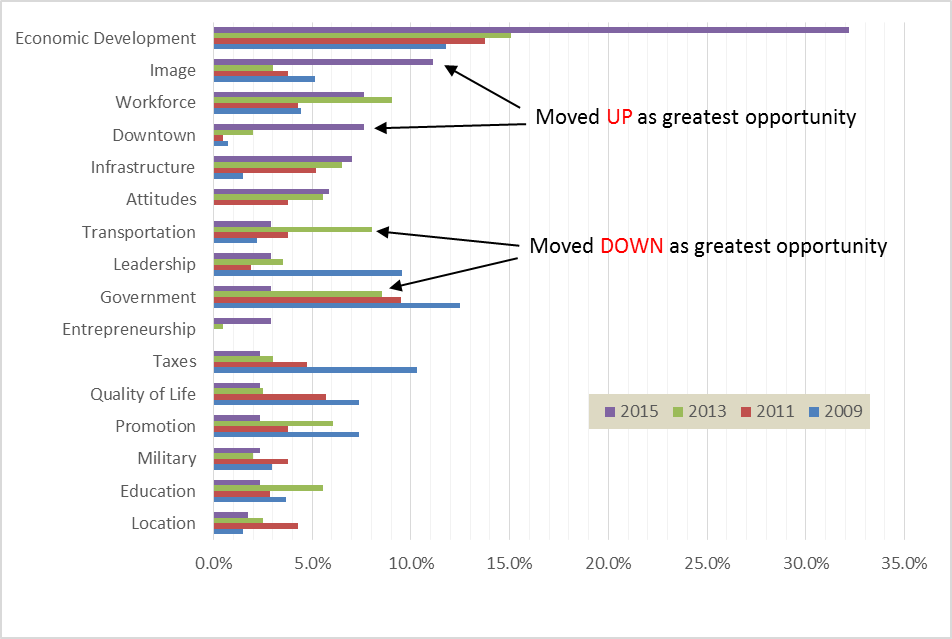 Economic Development
Image
Workforce
Moved UP as greatest opportunity
Downtown
Infrastructure
Attitudes
Transportation
Moved DOWN as greatest opportunity
Leadership
Government
Entrepreneurship
Taxes
Quality of Life
2015 2013 2011 2009
Promotion
Military
Education
Location
0.0% 5.0% 10.0% 15.0% 20.0% 25.0% 30.0% 35.0%